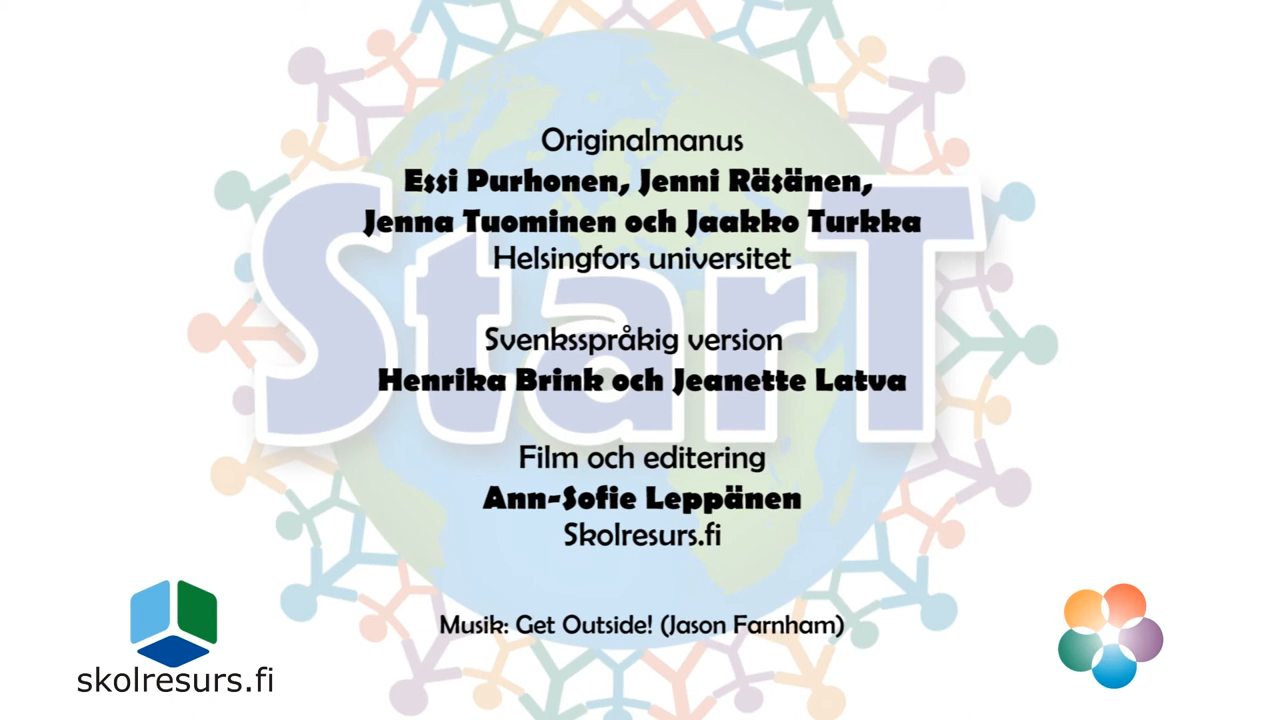 StarT
Originalmanus
Essi Purhonen, Jenni Räsänen,
Jenna Tuominen och Jaakko Turkka
Helsingfors universitet
Svenksspråkig version
Henrika Brink och Jeanette Latva
Film och editering
Ann-Sofie Leppänen
Skolresurs.fi
Musik: Get Outside! (Jason Farnham)
skolresurs.fi